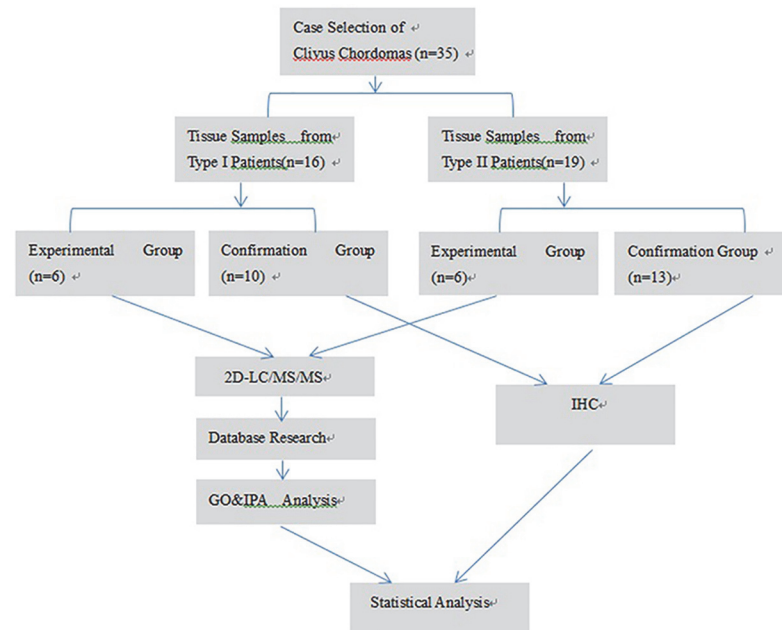 Case Selection of ↵
Clivus Chordomas (n=35) ↵
Tissue Samples from↵
Type I Patients(n=16) ↵
Tissue Samples from↵
Type II Patients(n=19) ↵
Experimental Group
(n=6) ↵
Confirmation Group
(n=10) ↵
Experimental Group
(n=6)↵
Confirmation Group↵
(n=13)↵
2D-LC/MS/MS↵
IHC↵
Database Research↵
GO&IPA Analysis↵
Statistical Analysis↵